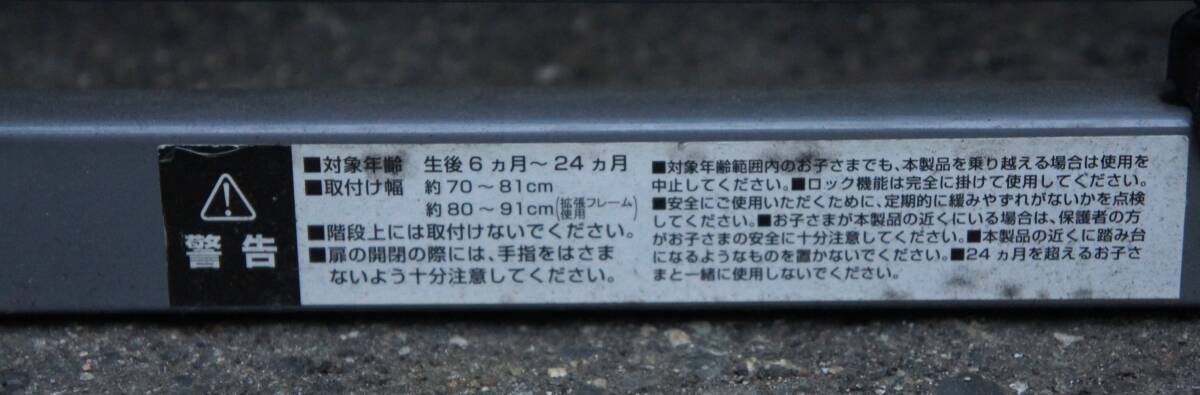 警告
■対象年齢 生後6ヵ月～24ヵ月
■取付け幅 約70～81cm
約80～91cm(拡張フレーム使用)
■階段上には取付けないでください。
■扉の開閉の際には、手指をはさま
ないよう十分注意してください。
■対象年齢範囲内のお子さまでも、本製品を乗り越える場合は使用を
中止してください。■ロック機能は完全に掛けて使用してください。
■安全にご使用いただくために、定期的に緩みやずれがないかを点検
してください。■お子さまが本製品の近くにいる場合は、保護者の方
がお子さまの安全に十分注意してください。■本製品の近くに踏み台
になるようなものを置かないでください。■24ヵ月を超えるお子さ
まと一緒に使用しないでください。